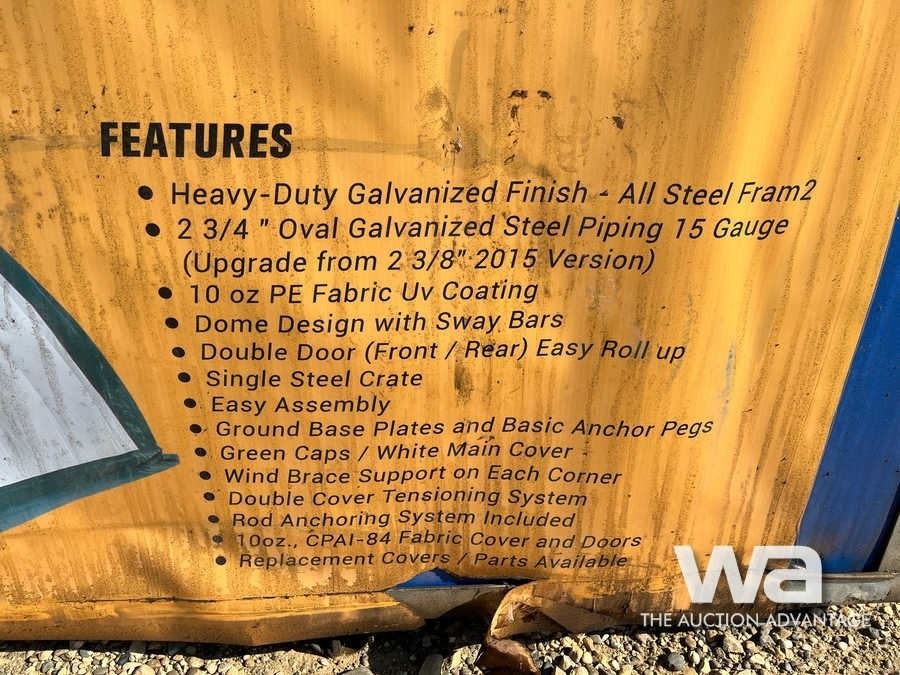 FEATURES
• Heavy-Duty Galvanized Finish - All Steel Fram2
• 2 3/4 " Oval Galvanized Steel Piping 15 Gauge
(Upgrade from 2 3/8" 2015 Version)
• 10 oz PE Fabric Uv Coating
• Dome Design with Sway Bars
• Double Door (Front / Rear) Easy Roll up
• Single Steel Crate
• Easy Assembly
• Ground Base Plates and Basic Anchor Pegs
• Green Caps / White Main Cover
• Wind Brace Support on Each Corner
• Double Cover Tensioning System
• Rod Anchoring System Included
• 10oz., CPAI-84 Fabric Cover and Doors
• Replacement Covers / Parts Available
wa
THE AUCTION ADVANTAGE